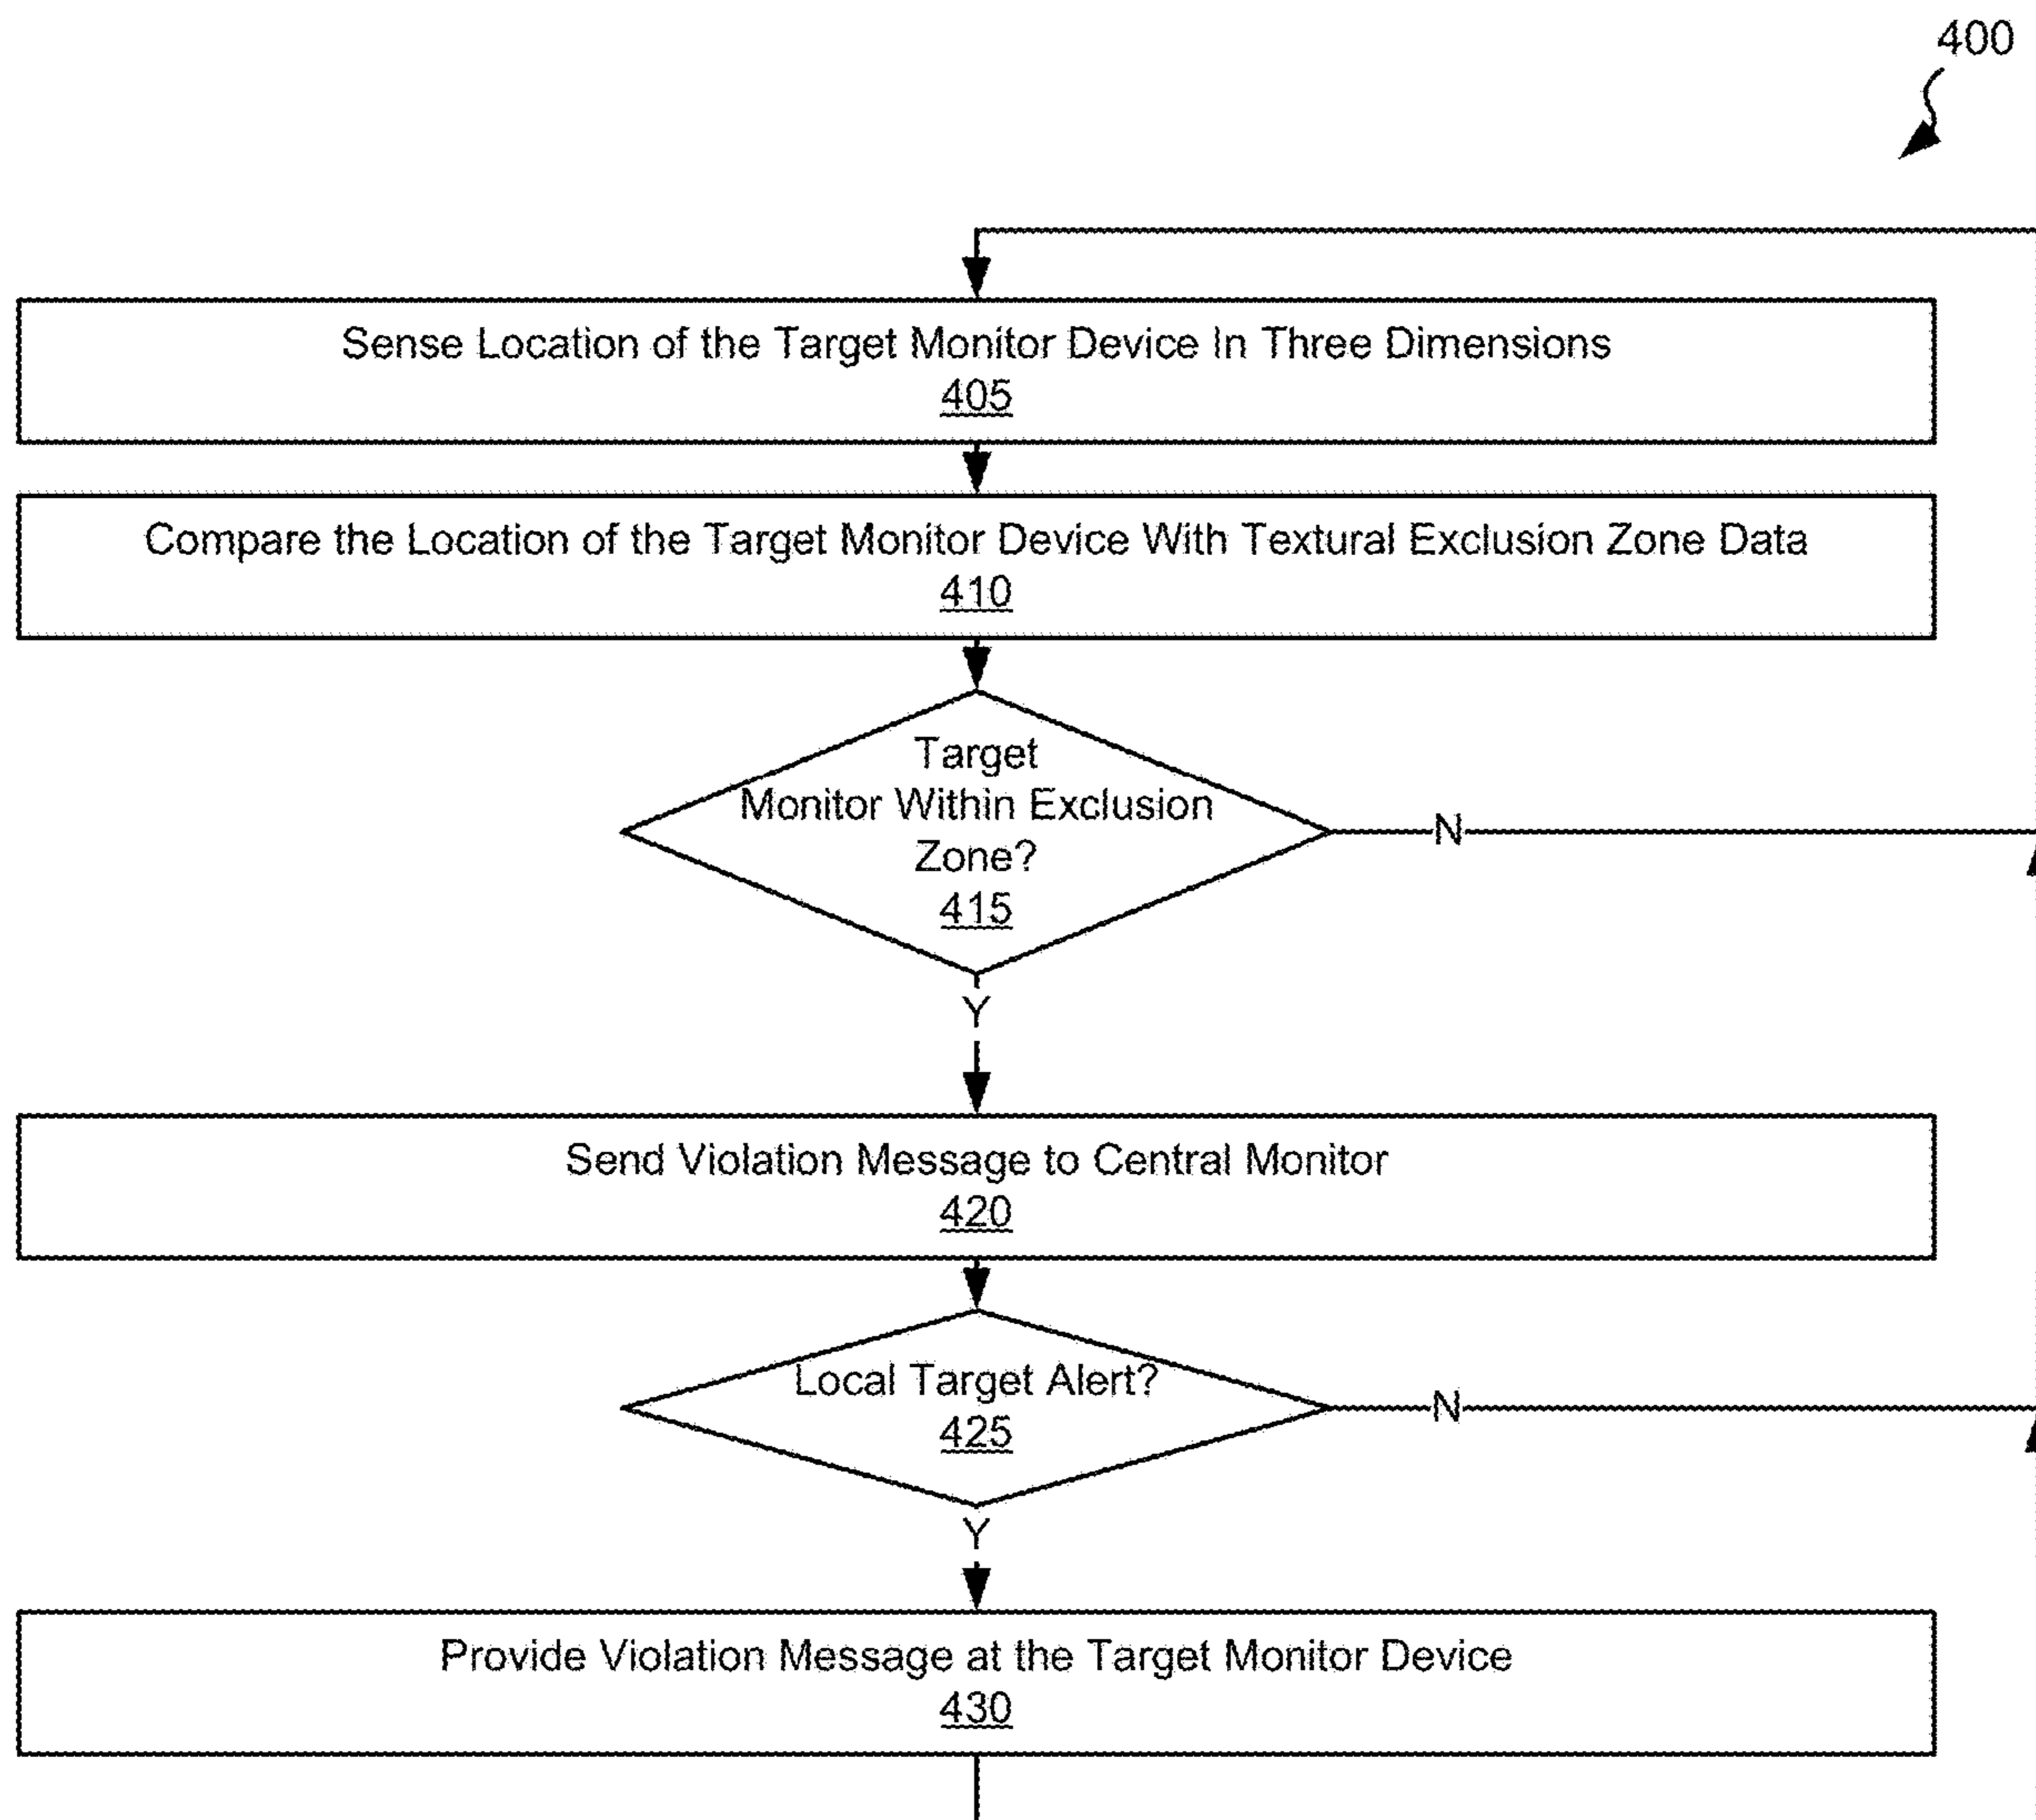 400
Sense Location of the Target Monitor Device In Three Dimensions
405
Compare the Location of the Target Monitor Device With Textural Exclusion Zone Data
410
Target
Monitor Within Exclusion
Zone?
415
N
Y
Send Violation Message to Central Monitor
420
Local Target Alert?
425
N
Y
Provide Violation Message at the Target Monitor Device
430